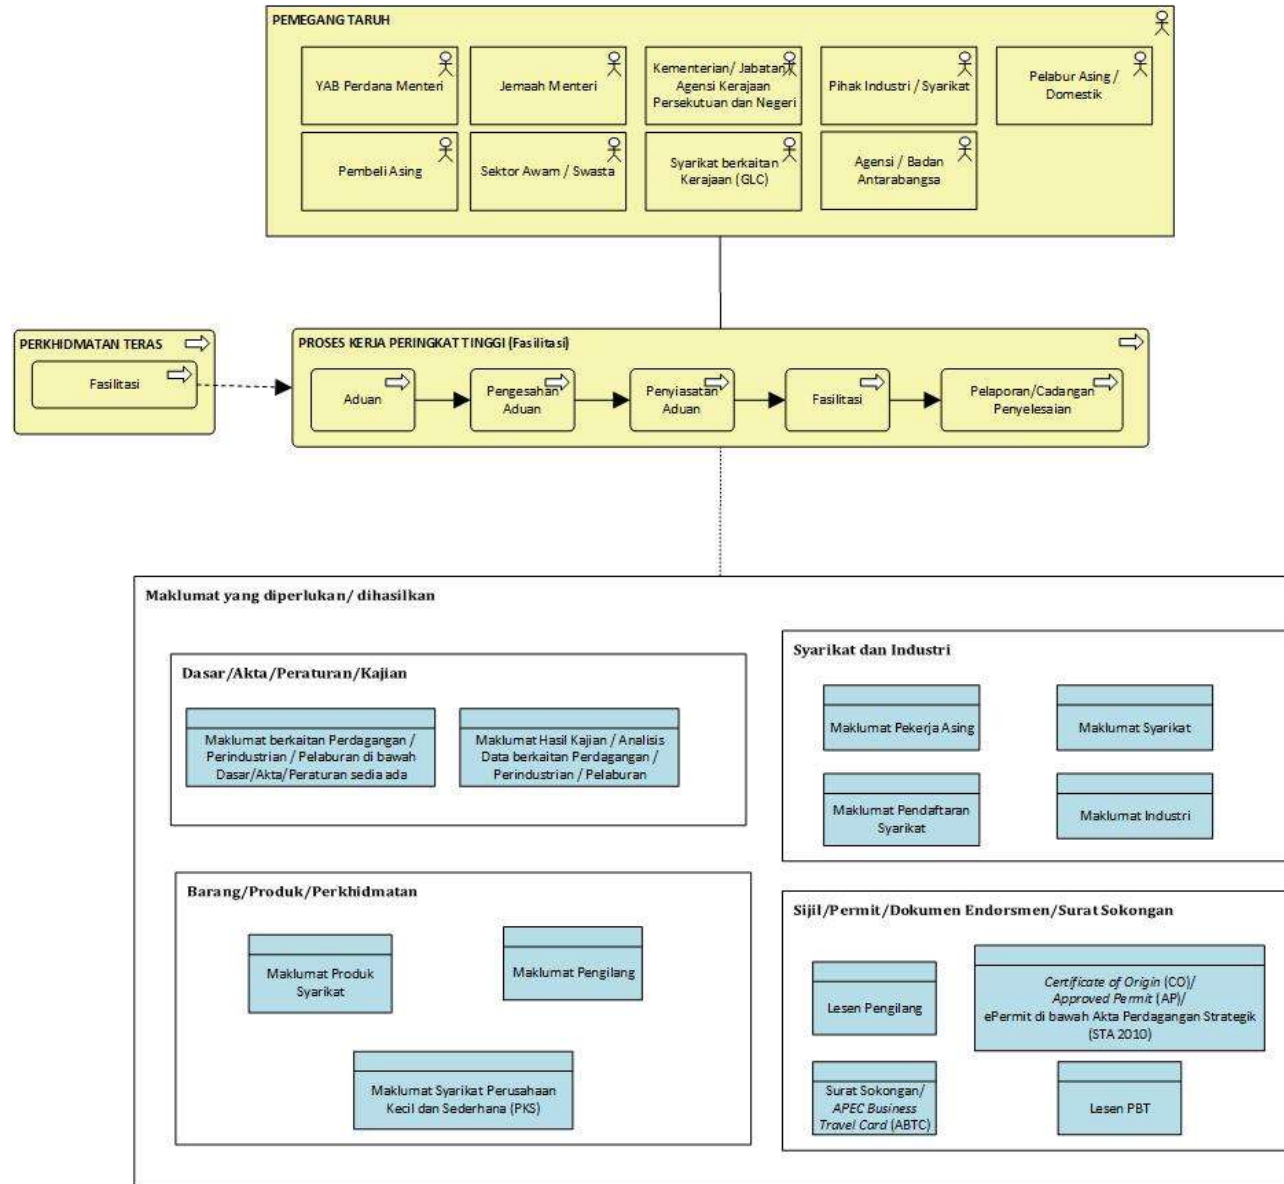 PEMEGANG TARUH
YAB Perdana Menteri
Jemaah Menteri
Kementerian/ Jabatan/
Agensi Kerajaan
Persekutuan dan Negeri
Pihak Industri / Syarikat
Pelabur Asing /
Domestik
Pembeli Asing
Sektor Awam / Swasta
Syarikat berkaitan
Kerajaan (GLC)
Agensi / Badan
Antarabangsa
PERKHIDMATAN TERAS
Fasilitasi
PROSES KERJA PERINGKAT TINGGI (Fasilitasi)
Aduan
Pengesahan
Aduan
Penyiasatan
Aduan
Fasilitasi
Pelaporan/Cadangan
Penyelesaian
Maklumat yang diperlukan/ dihasilkan
Dasar/Akta/Peraturan/Kajian
Maklumat berkaitan Perdagangan /
Perindustrian / Pelaburan di bawah
Dasar/Akta/Peraturan sedia ada
Maklumat Hasil Kajian / Analisis
Data berkaitan Perdagangan /
Perindustrian / Pelaburan
Syarikat dan Industri
Maklumat Pekerja Asing
Maklumat Syarikat
Maklumat Pendaftaran
Syarikat
Maklumat Industri
Barang/Produk/Perkhidmatan
Maklumat Produk
Syarikat
Maklumat Pengilang
Maklumat Syarikat Perusahaan
Kecil dan Sederhana (PKS)
Sijil/Permit/Dokumen Endorsmen/Surat Sokongan
Lesen Pengilang
Certificate of Origin (CO)/
Approved Permit (AP)/
ePermit di bawah Akta Perdagangan Strategik
(STA 2010)
Surat Sokongan/
APEC Business
Travel Card (ABTC)
Lesen PBT